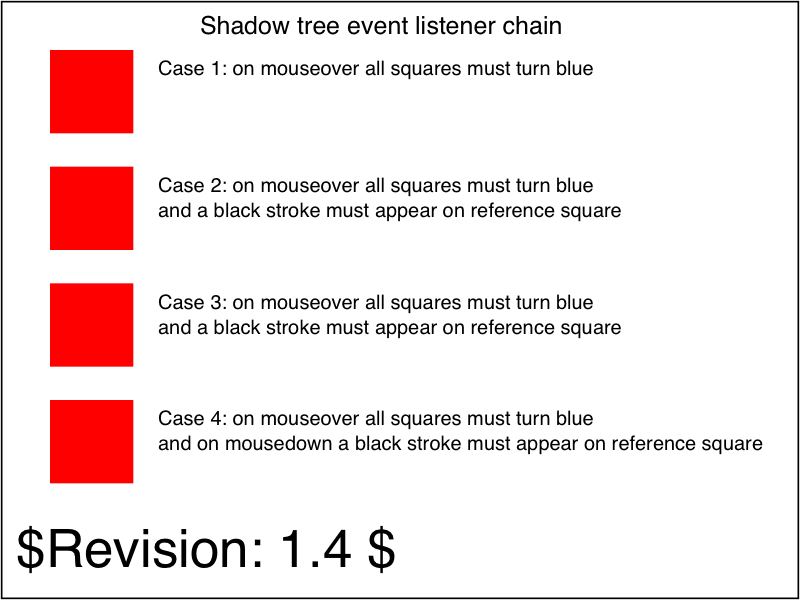 Shadow tree event listener chain
Case 1: on mouseover all squares must turn blue
Case 2: on mouseover all squares must turn blue
and a black stroke must appear on reference square
Case 3: on mouseover all squares must turn blue
and a black stroke must appear on reference square
Case 4: on mouseover all squares must turn blue
and on mousedown a black stroke must appear on reference square
$Revision: 1.4 $